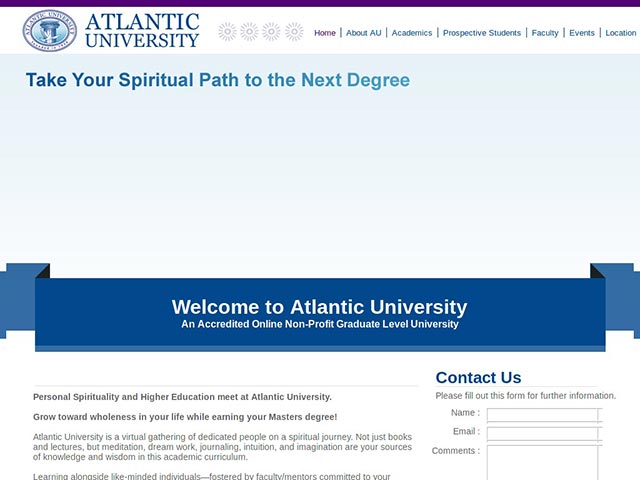 ATLANTIC
UNIVERSITY
Home | About AU | Academics | Prospective Students | Faculty | Events | Location
Take Your Spiritual Path to the Next Degree
Welcome to Atlantic University
An Accredited Online Non-Profit Graduate Level University
Contact Us
Please fill out this form for further information.
Name :
Email :
Comments :
Personal Spirituality and Higher Education meet at Atlantic University.
Grow toward wholeness in your life while earning your Masters degree!
Atlantic University is a virtual gathering of dedicated people on a spiritual journey. Not just books
and lectures, but meditation, dream work, journaling, intuition, and imagination are your sources
of knowledge and wisdom in this academic curriculum.
Learning alongside like-minded individuals—fostered by faculty/mentors committed to your